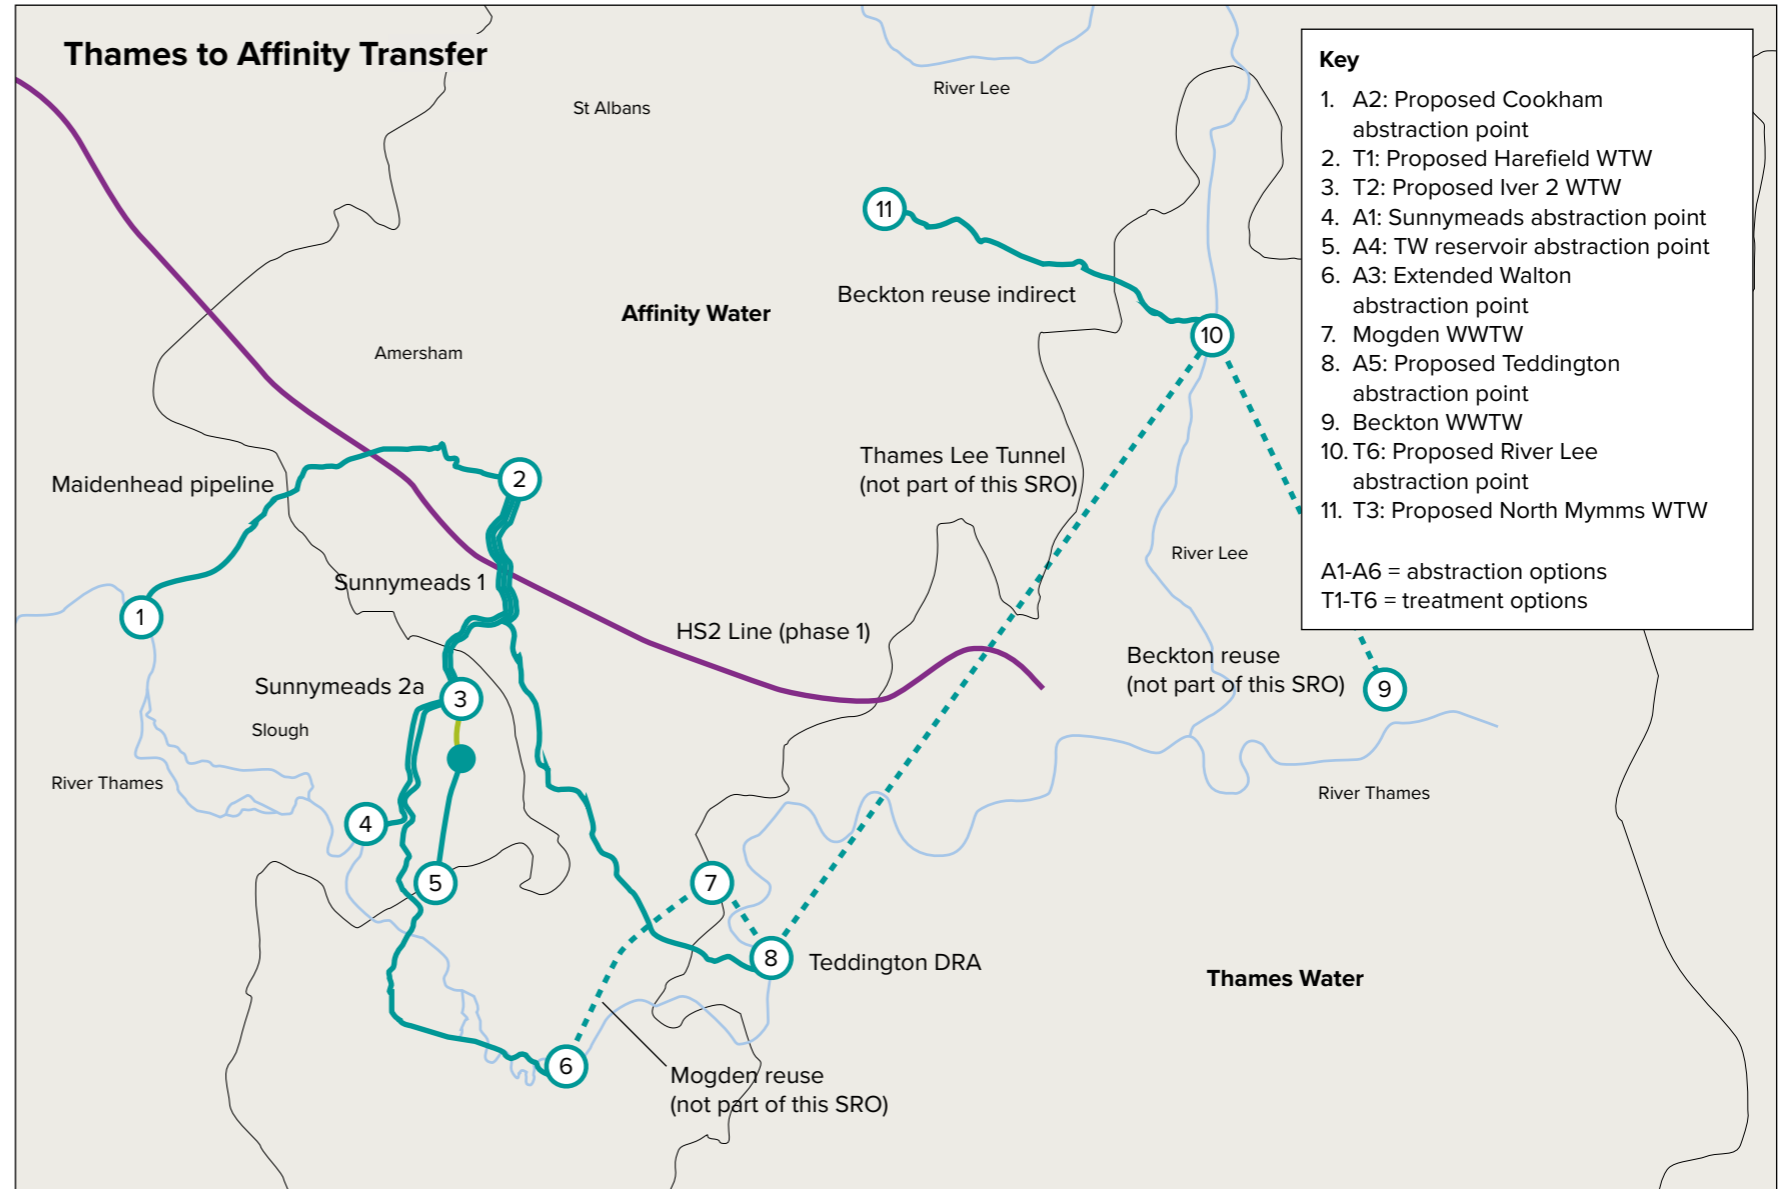 Thames to Affinity Transfer
St Albans
River Lee
Key
1. A2: Proposed Cookham
abstraction point
2. T1: Proposed Harefield WTW
3. T2: Proposed Iver 2 WTW
4. A1: Sunnymeads abstraction point
5. A4: TW reservoir abstraction point
6. A3: Extended Walton
abstraction point
7. Mogden WWTW
8. A5: Proposed Teddington
abstraction point
9. Beckton WWTW
10. T6: Proposed River Lee
abstraction point
11. T3: Proposed North Mymms WTW
A1-A6 = abstraction options
T1-T6 = treatment options
11
Beckton reuse indirect
Affinity Water
10
Amersham
Thames Lee Tunnel
(not part of this SRO)
Maidenhead pipeline
2
River Lee
Sunnymeads 1
1
HS2 Line (phase 1)
Beckton reuse
(not part of this SRO)
9
Sunnymeads 2a
3
Slough
River Thames
River Thames
4
5
7
8
Teddington DRA
Thames Water
6
Mogden reuse
(not part of this SRO)